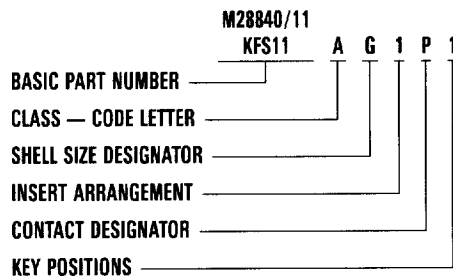 M28840/11
KFS11 A G 1 P 1
BASIC PART NUMBER
CLASS — CODE LETTER
SHELL SIZE DESIGNATOR
INSERT ARRANGEMENT
CONTACT DESIGNATOR
KEY POSITIONS